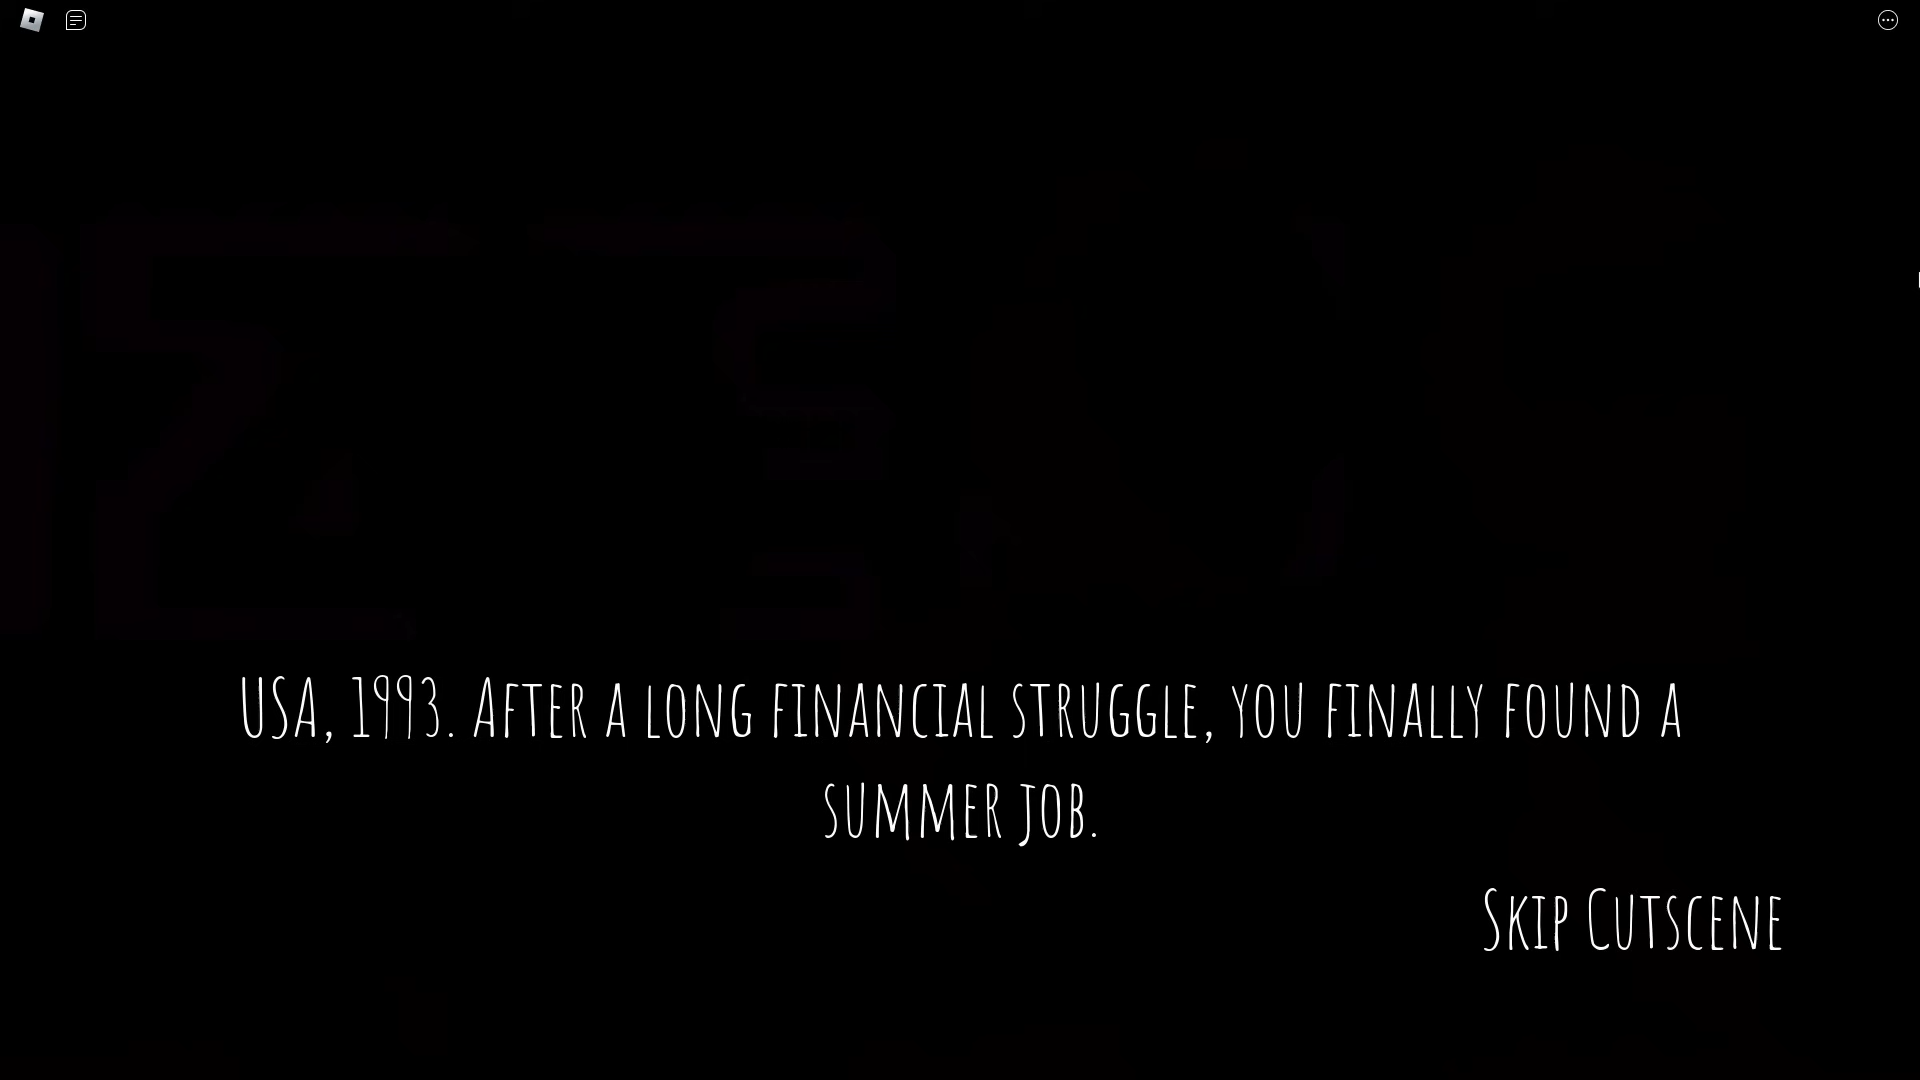 USA, 1993. After a long financial struggle, you finally found a
summer job.
Skip Cutscene